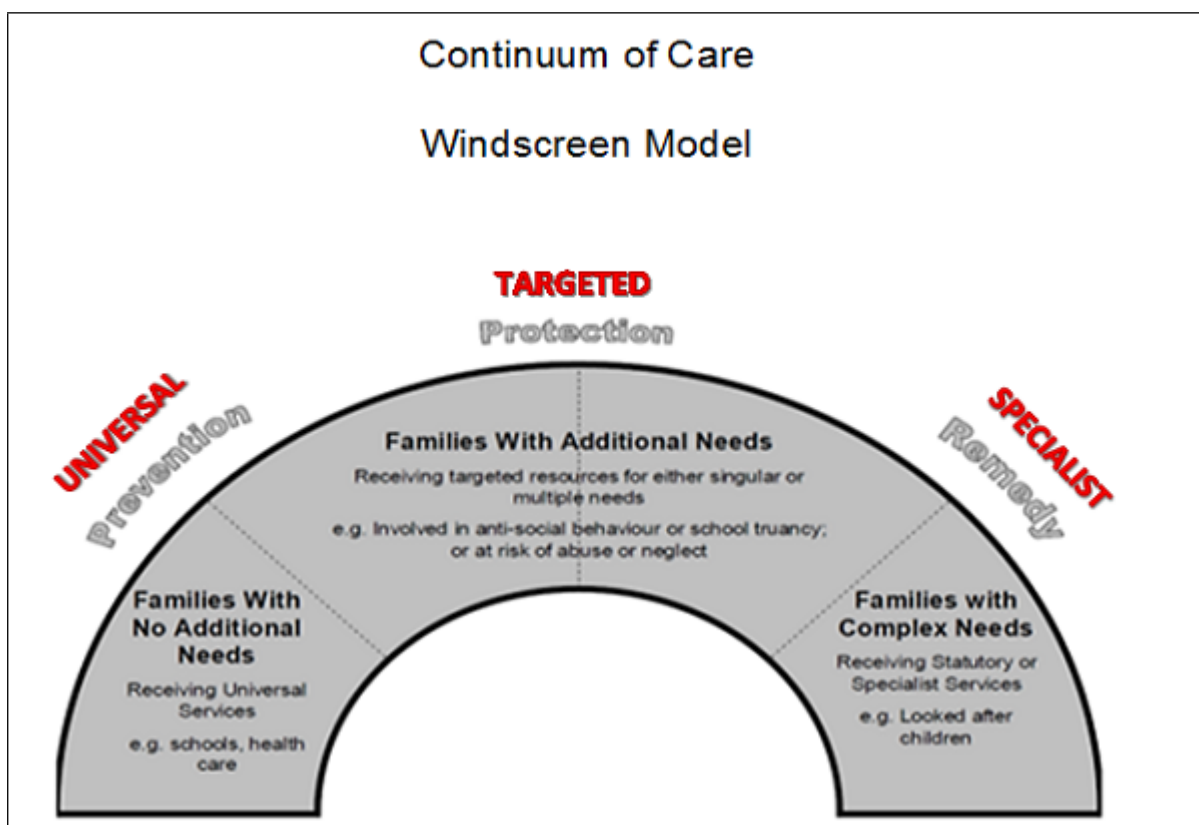 Continuum of Care
Windscreen Model
TARGETED
Protection
UNIVERSAL
Prevention
SPECIALIST
Remedy
Families With Additional Needs
Receiving targeted resources for either singular or
multiple needs
e.g. Involved in anti-social behaviour or school truancy;
or at risk of abuse or neglect
Families With
No Additional
Needs
Receiving Universal
Services
e.g. schools, health
care
Families with
Complex Needs
Receiving Statutory or
Specialist Services
e.g. Looked after
children